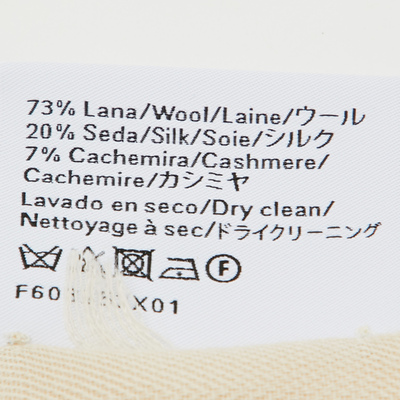 73% Lana/Wool/Laine/ウール
20% Seda/Silk/Soie/シルク
7% Cachemira/Cashmere/
Cachemire/カシミヤ
Lavado en seco/Dry clean/
Nettoyage à sec/ドライクリーニング
F